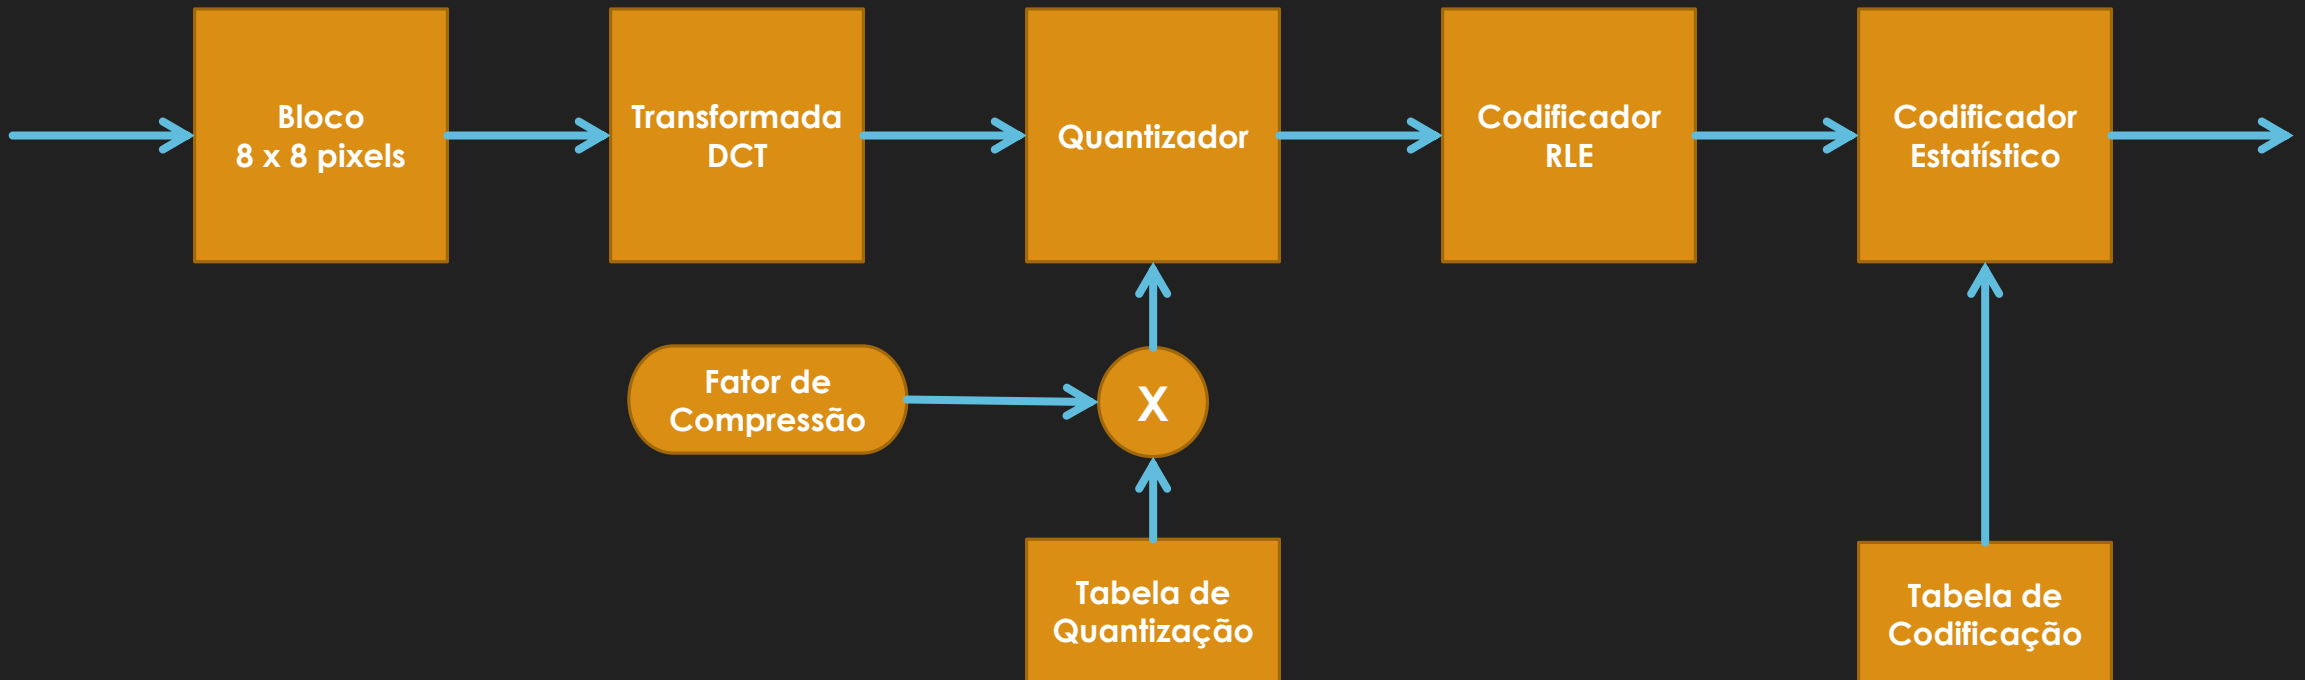 Bloco
8 x 8 pixels
Transformada
DCT
Quantizador
Codificador
RLE
Codificador
Estatístico
Fator de
Compressão
X
Tabela de
Quantização
Tabela de
Codificação